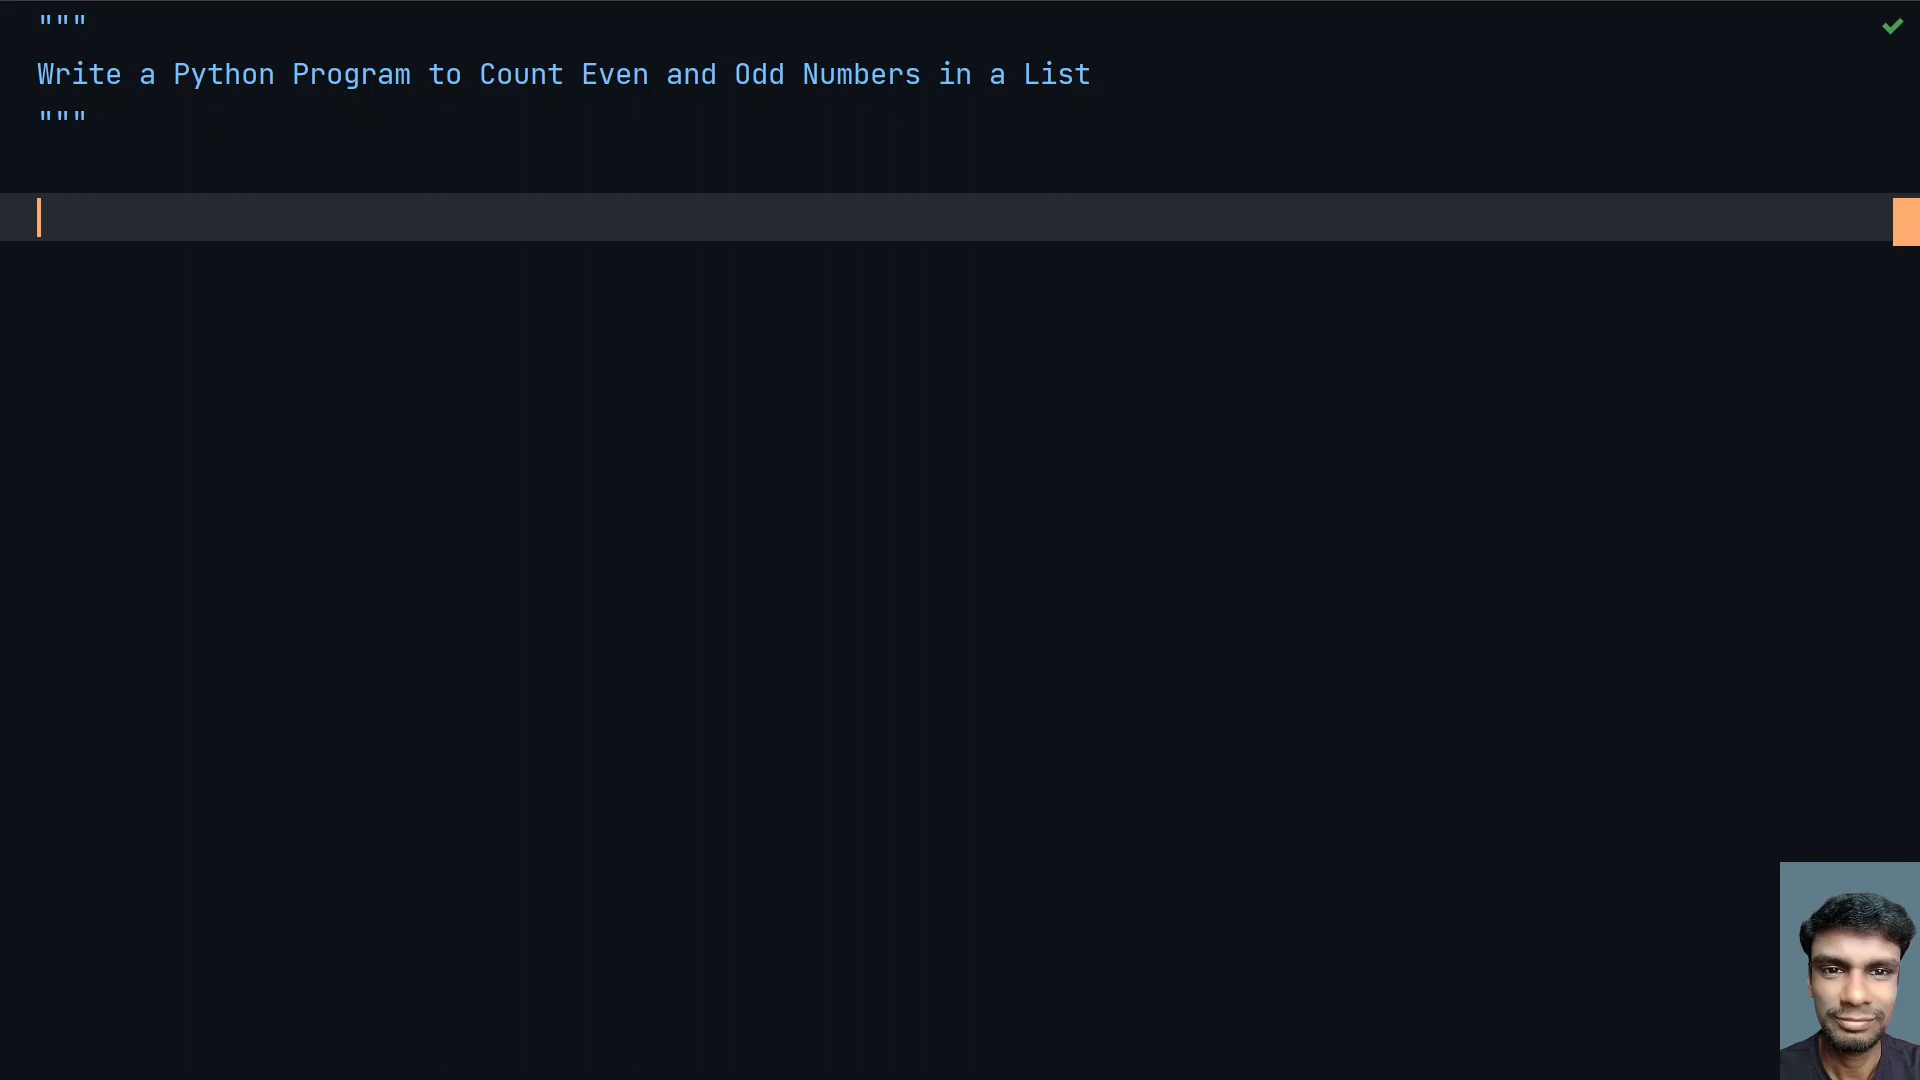 """
Write a Python Program to Count Even and Odd Numbers in a List
"""